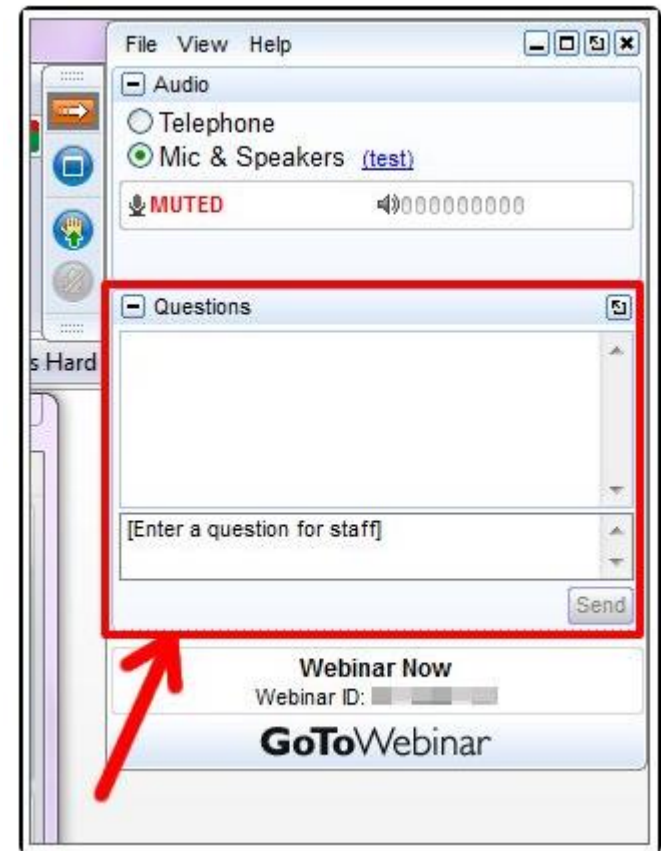 File View Help
Audio
Telephone
Mic & Speakers (test)
MUTED
Questions
s Hard
[Enter a question for staff]
Send
Webinar Now
Webinar ID:
GoToWebinar